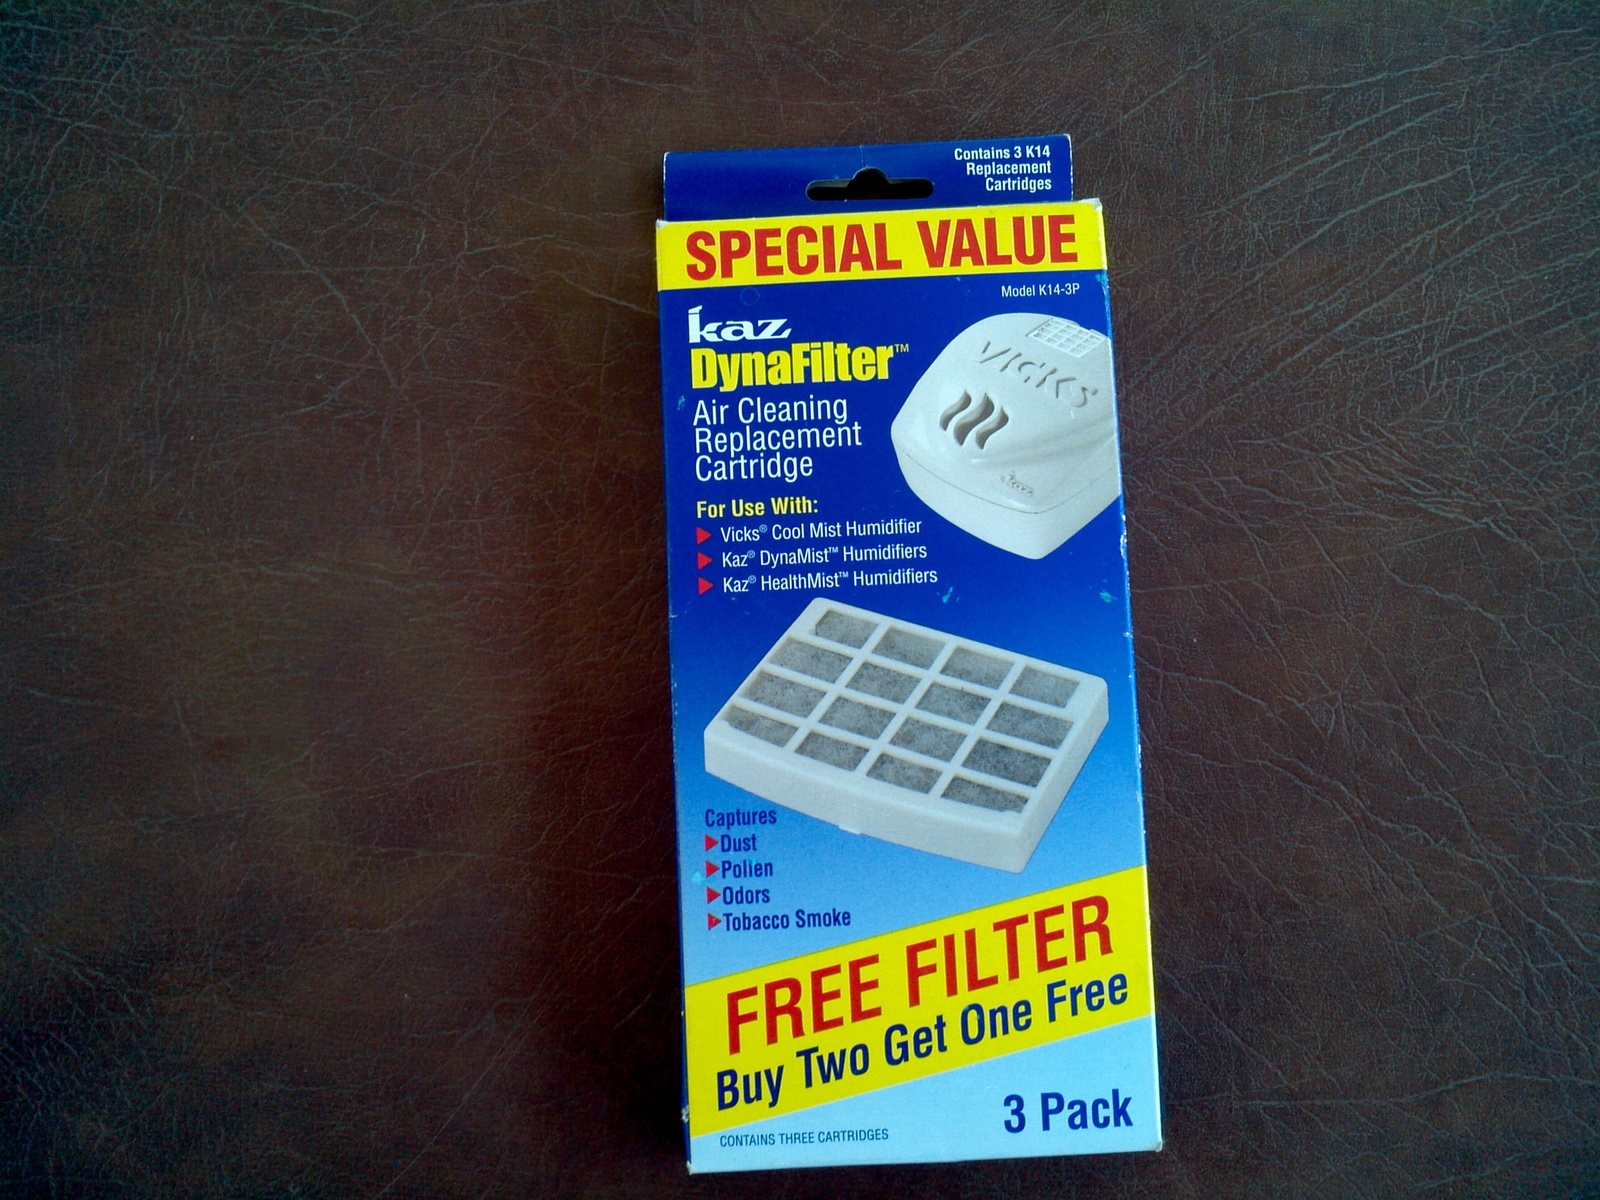 Contains 3 K14
Replacement
Cartridges
SPECIAL VALUE
Model K14-3P
kaz
DynaFilter™
Air Cleaning
Replacement
Cartridge
VICKS
kaz
For Use With:
Vicks® Cool Mist Humidifier
Kaz® DynaMist™ Humidifiers
Kaz® HealthMist™ Humidifiers
Captures
Dust
Pollen
Odors
Tobacco Smoke
FREE FILTER
Buy Two Get One Free
3 Pack
CONTAINS THREE CARTRIDGES